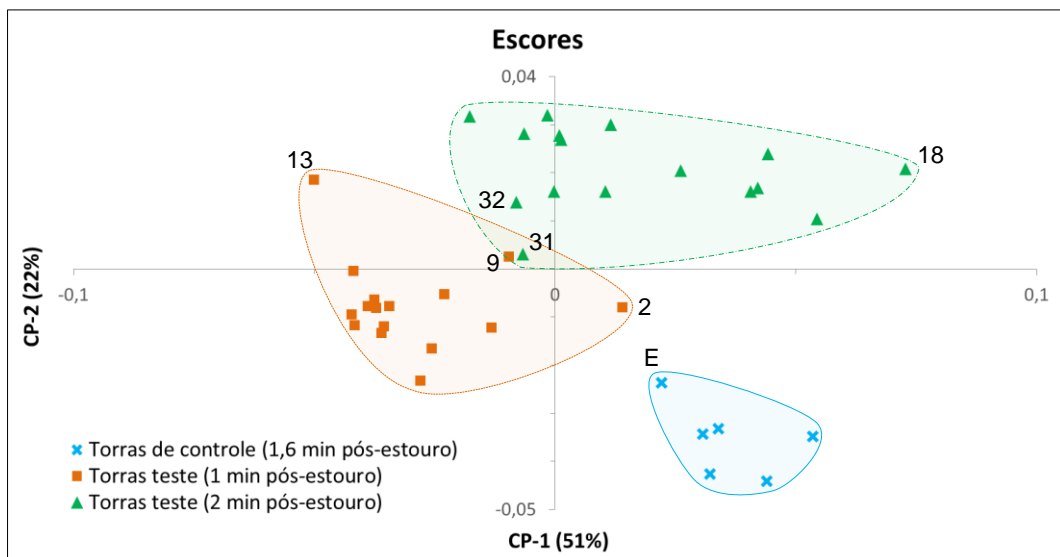 Escores
0,04
13
18
32
31
9
-0,1
0
0,1
2
CP-2 (22%)
E
Torras de controle (1,6 min pós-estouro)
Torras teste (1 min pós-estouro)
Torras teste (2 min pós-estouro)
-0,05
CP-1 (51%)